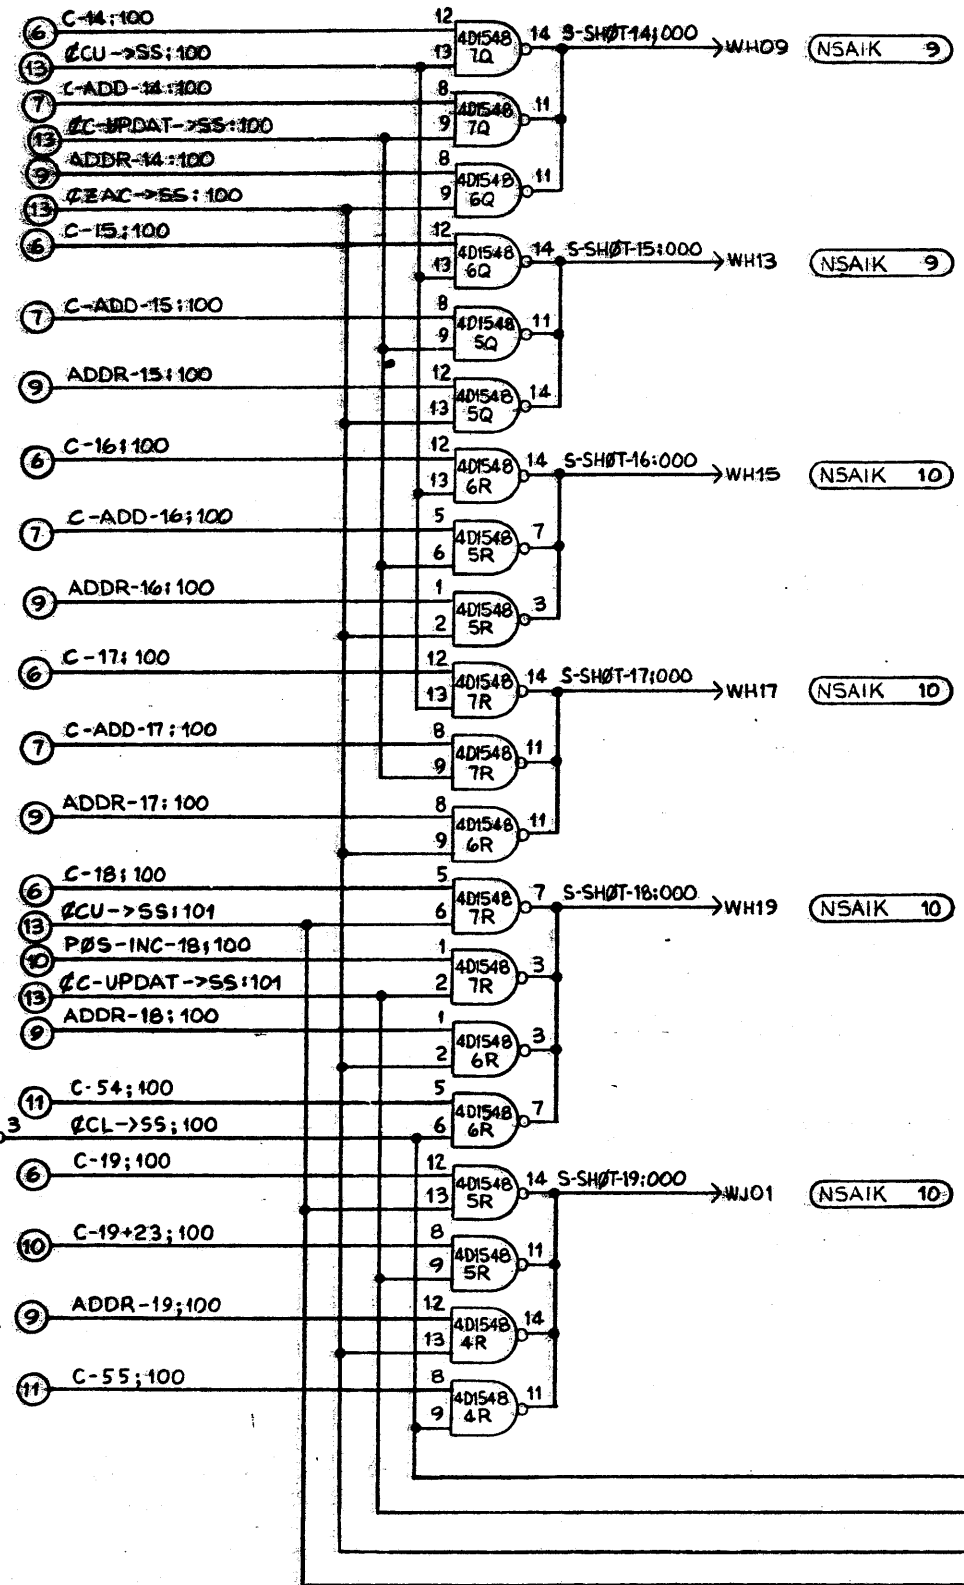 6 C-14;100 12 4D1548 7Q 14 S-SHØT-14;000 WH09 NSAIK 9
13 ȻCU->SS;100 13
7 C-ADD-14:100 8 4D1548 7Q 11
13 ȻC-UPDAT->SS:100 9
9 ADDR-14:100 8 4D1548 6Q 11
13 ȻZAC->SS:100 9
6 C-15;100 12 4D1548 6Q 14 S-SHØT-15:000 WH13 NSAIK 9
13
7 C-ADD-15:100 8 4D1548 5Q 11
9
9 ADDR-15:100 12 4D1548 5Q 14
13
6 C-16:100 12 4D1548 6R 14 S-SHØT-16:000 WH15 NSAIK 10
13
7 C-ADD-16;100 5 4D1548 5R 7
6
9 ADDR-16:100 1 4D1548 5R 3
2
6 C-17:100 12 4D1548 7R 14 S-SHØT-17:000 WH17 NSAIK 10
13
7 C-ADD-17;100 8 4D1548 7R 11
9
9 ADDR-17:100 8 4D1548 6R 11
9
6 C-18:100 5 4D1548 7R 7 S-SHØT-18:000 WH19 NSAIK 10
13 ȻCU->SS:101 6
10 PØS-INC-18;100 1 4D1548 7R 3
13 ȻC-UPDAT->SS:101 2
9 ADDR-18;100 1 4D1548 6R 3
2
11 C-54;100 5 4D1548 6R 7
3 ȻCL->SS;100 6
6 C-19;100 12 4D1548 5R 14 S-SHØT-19:000 WJ01 NSAIK 10
13
10 C-19+23;100 8 4D1548 5R 11
9
9 ADDR-19;100 12 4D1548 4R 14
13
11 C-55;100 8 4D1548 4R 11
9